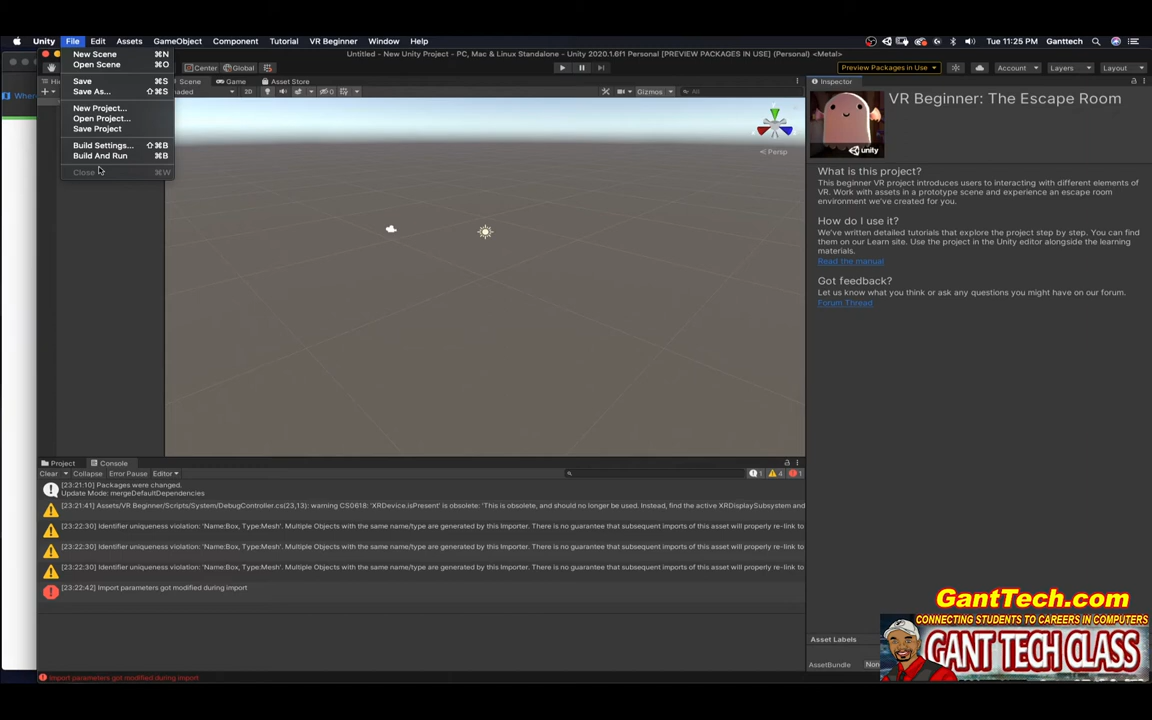 Unity File Edit Assets GameObject Component Tutorial VR Beginner Window Help Tue 11:25 PM Ganttech
New Scene ⌘N
Open Scene ⌘O
Save ⌘S
Save As... ⇧⌘S
New Project...
Open Project...
Save Project
Build Settings... ⇧⌘B
Build And Run ⌘B
Close ⌘W
Untitled - New Unity Project - PC, Mac & Linux Standalone - Unity 2020.1.6f1 Personal [PREVIEW PACKAGES IN USE] (Personal) <Metal>
Center Global Preview Packages in Use Account Layers Layout
Scene Game Asset Store
2D 0 Gizmos All
Persp
Inspector
VR Beginner: The Escape Room
unity
What is this project?
This beginner VR project introduces users to interacting with different elements of
VR. Work with assets in a prototype scene and experience an escape room
environment we've created for you.
How do I use it?
We've written detailed tutorials that explore the project step by step. You can find
them on our Learn site. Use the project in the Unity editor alongside the learning
materials.
Read the manual
Got feedback?
Let us know what you think or ask any questions you might have on our forum.
Forum Thread
Project Console
Clear Collapse Error Pause Editor 1 4 1
[23:21:10] Packages were changed.
Update Mode: mergeDefaultDependencies
[23:21:41] Assets/VR Beginner/Scripts/System/DebugController.cs(23,13): warning CS0618: 'XRDevice.isPresent' is obsolete: 'This is obsolete, and should no longer be used. Instead, find the active XRDisplaySubsystem and
[23:22:30] Identifier uniqueness violation: 'Name:Box, Type:Mesh'. Multiple Objects with the same name/type are generated by this Importer. There is no guarantee that subsequent imports of this asset will properly re-link to
[23:22:30] Identifier uniqueness violation: 'Name:Box, Type:Mesh'. Multiple Objects with the same name/type are generated by this Importer. There is no guarantee that subsequent imports of this asset will properly re-link to
[23:22:30] Identifier uniqueness violation: 'Name:Box, Type:Mesh'. Multiple Objects with the same name/type are generated by this Importer. There is no guarantee that subsequent imports of this asset will properly re-link to
[23:22:42] Import parameters got modified during import
Asset Labels
AssetBundle Non
Import parameters got modified during import
GanttTech.com
CONNECTING STUDENTS TO CAREERS IN COMPUTERS
GANT TECH CLASS